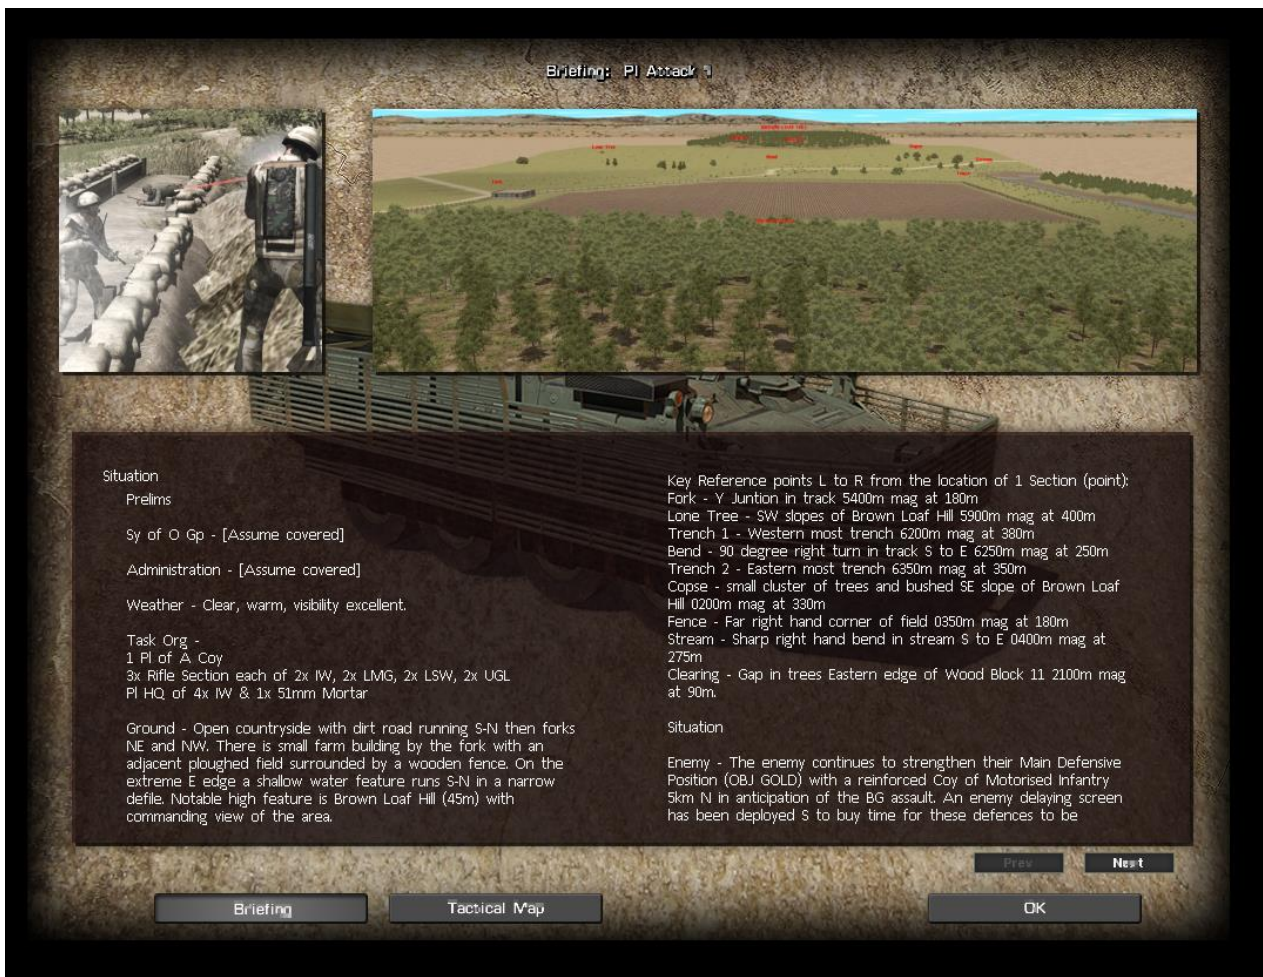 Briefing: Pl Attack 1
Lone Tree
Bend
Copse
Stream
Fence
Fork
Situation
Prelims
Sy of O Gp - [Assume covered]
Administration - [Assume covered]
Weather - Clear, warm, visibility excellent.
Task Org -
1 Pl of A Coy
3x Rifle Section each of 2x IW, 2x LMG, 2x LSW, 2x UGL
Pl HQ of 4x IW & 1x 51mm Mortar
Ground - Open countryside with dirt road running S-N then forks
NE and NW. There is small farm building by the fork with an
adjacent ploughed field surrounded by a wooden fence. On the
extreme E edge a shallow water feature runs S-N in a narrow
defile. Notable high feature is Brown Loaf Hill (45m) with
commanding view of the area.
Key Reference points L to R from the location of 1 Section (point):
Fork - Y Juntion in track 5400m mag at 180m
Lone Tree - SW slopes of Brown Loaf Hill 5900m mag at 400m
Trench 1 - Western most trench 6200m mag at 380m
Bend - 90 degree right turn in track S to E 6250m mag at 250m
Trench 2 - Eastern most trench 6350m mag at 350m
Copse - small cluster of trees and bushed SE slope of Brown Loaf
Hill 0200m mag at 330m
Fence - Far right hand corner of field 0350m mag at 180m
Stream - Sharp right hand bend in stream S to E 0400m mag at
275m
Clearing - Gap in trees Eastern edge of Wood Block 11 2100m mag
at 90m.
Situation
Enemy - The enemy continues to strengthen their Main Defensive
Position (OBJ GOLD) with a reinforced Coy of Motorised Infantry
5km N in anticipation of the BG assault. An enemy delaying screen
has been deployed S to buy time for these defences to be
Prev
Next
Briefing
Tactical Map
OK